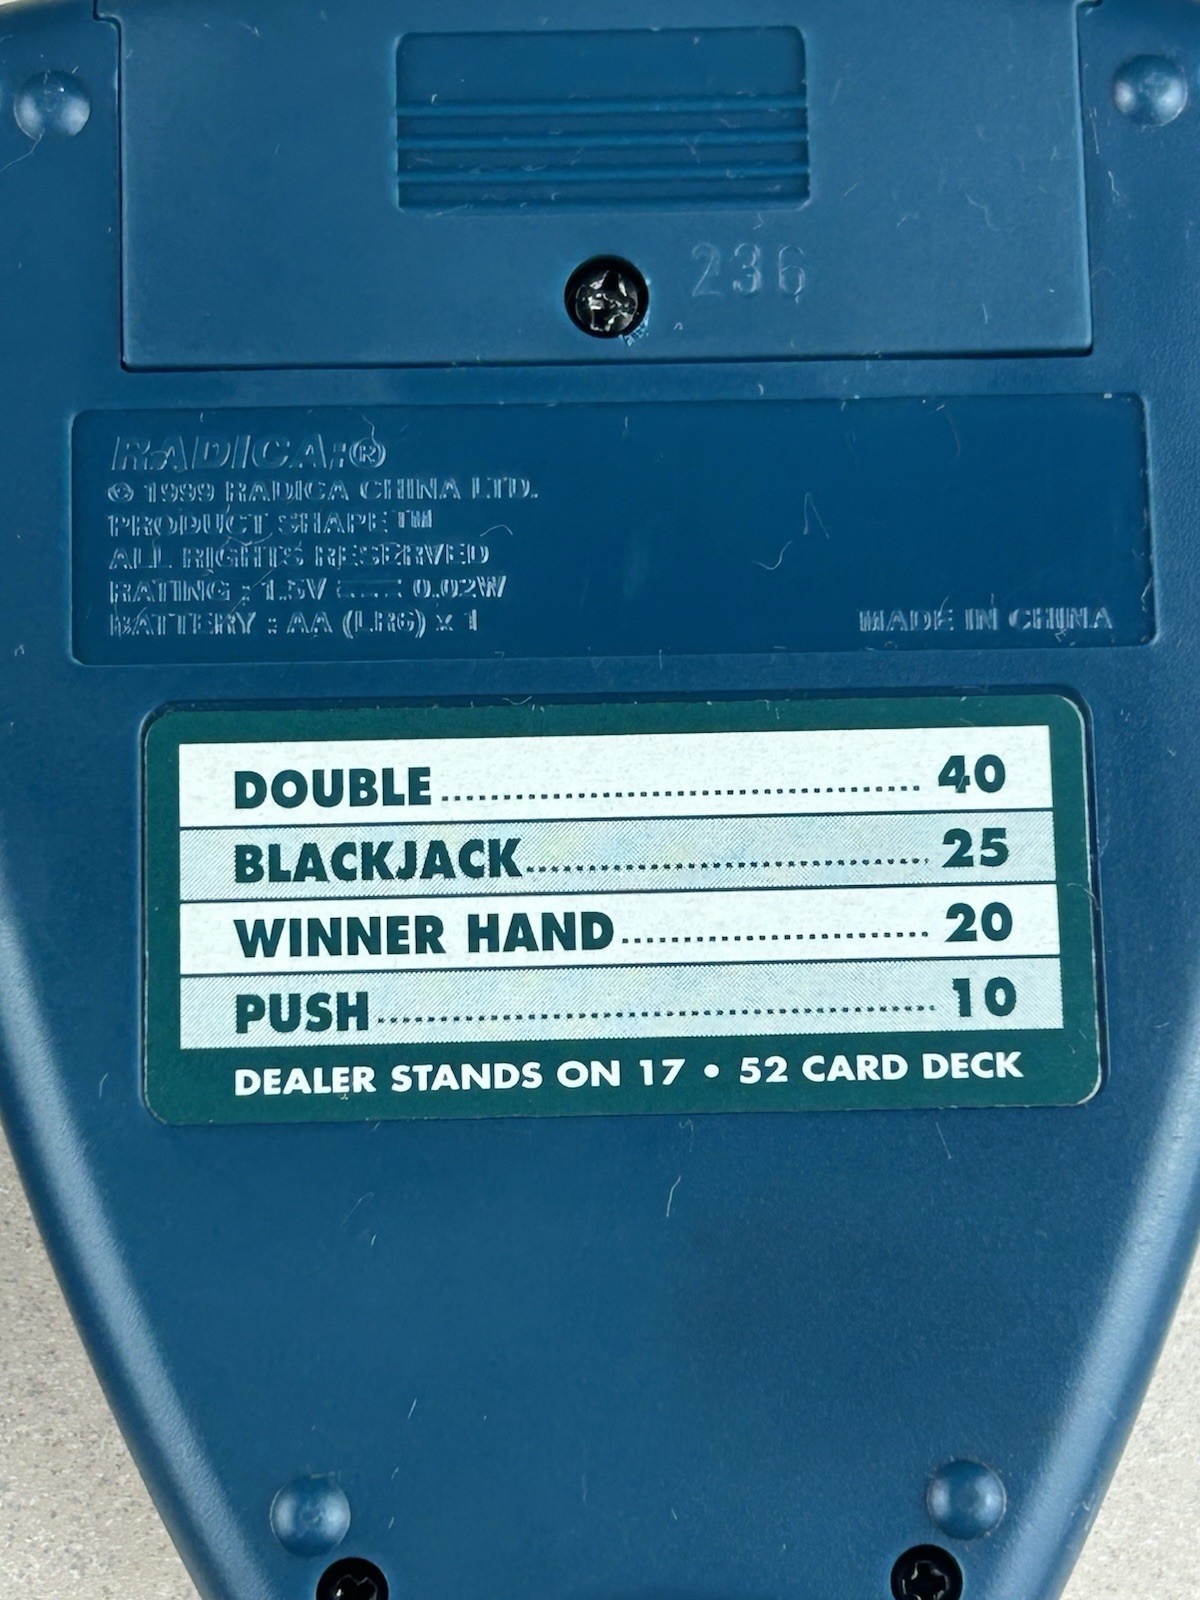 236
RADICA:®
© 1999 RADICA CHINA LTD.
PRODUCT SHAPE™
ALL RIGHTS RESERVED
RATING : 1.5V ⎓ 0.02W
BATTERY : AA (LR6) x 1
MADE IN CHINA
DOUBLE 40
BLACKJACK 25
WINNER HAND 20
PUSH 10
DEALER STANDS ON 17 • 52 CARD DECK